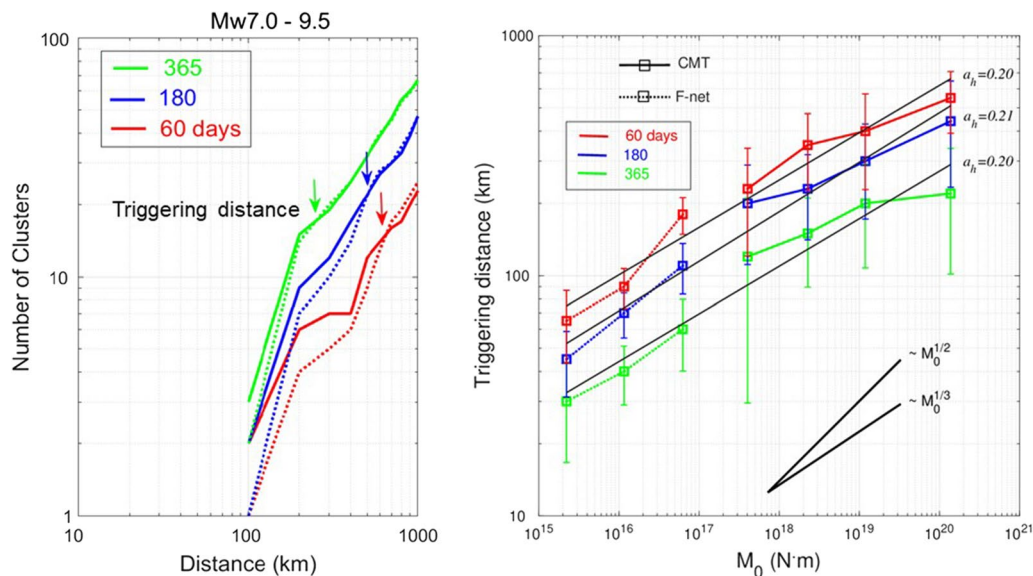 Mw7.0 - 9.5
100
365
180
60 days
Triggering distance
10
1
10
100
1000
Number of Clusters
Distance (km)
1000
CMT
F-net
60 days
180
365
a_h=0.20
a_h=0.21
a_h=0.20
100
~ M_0^1/2
~ M_0^1/3
10
10^15
10^16
10^17
10^18
10^19
10^20
10^21
Triggering distance (km)
M_0 (N·m)